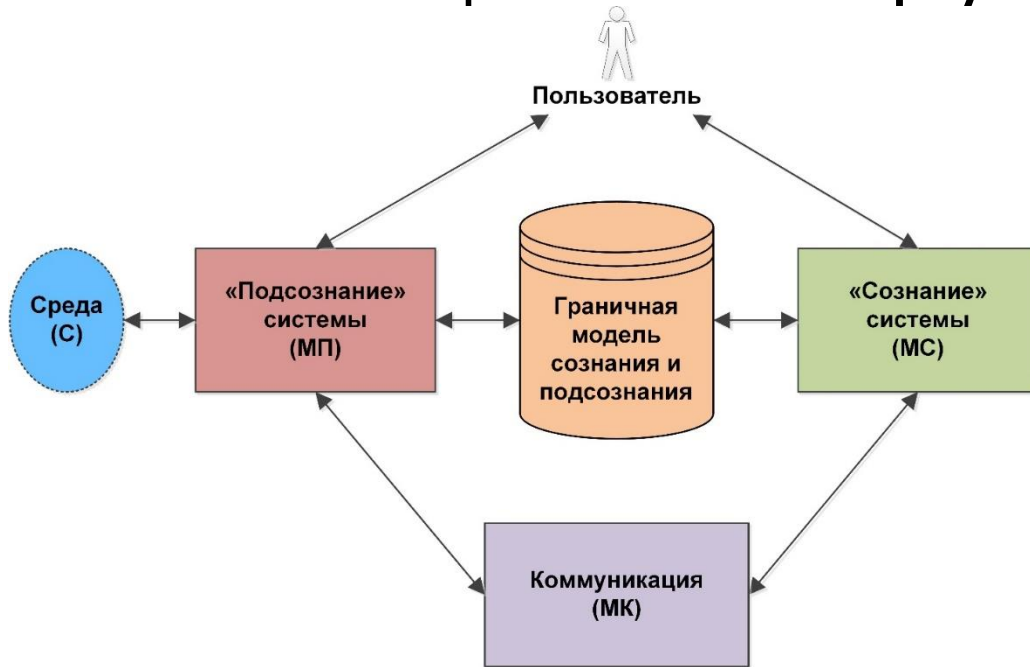 Пользователь
Среда
(С)
«Подсознание»
системы
(МП)
Граничная
модель
сознания и
подсознания
«Сознание»
системы
(МС)
Коммуникация
(МК)